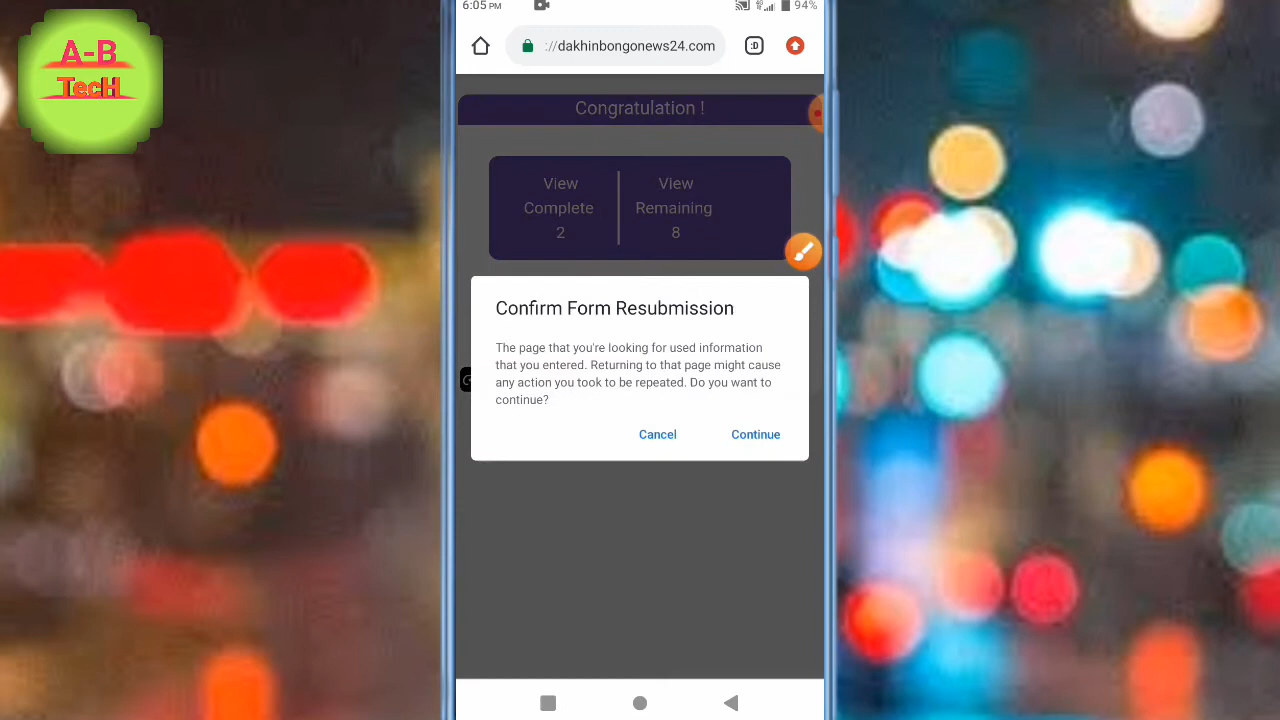 A-B
TecH
6:05 PM
94%
://dakhinbongonews24.com
:D
Congratulation !
View Complete 2
View Remaining 8
Confirm Form Resubmission
The page that you're looking for used information
that you entered. Returning to that page might cause
any action you took to be repeated. Do you want to
continue?
Cancel Continue